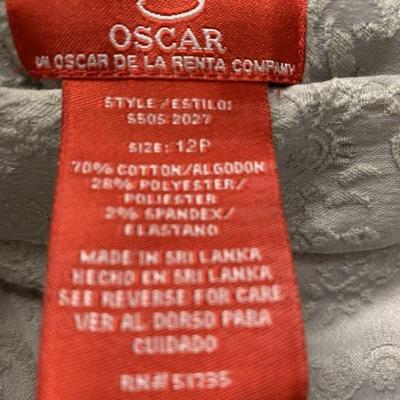 OSCAR
AN OSCAR DE LA RENTA COMPANY
STYLE/ESTILO:
S50S 2027
SIZE: 12P
70% COTTON/ALGODON
28% POLYESTER/
POLIESTER
2% SPANDEX/
ELASTANO
MADE IN SRI LANKA
HECHO EN SRI LANKA
SEE REVERSE FOR CARE
VER AL DORSO PARA
CUIDADO
RN# 51735